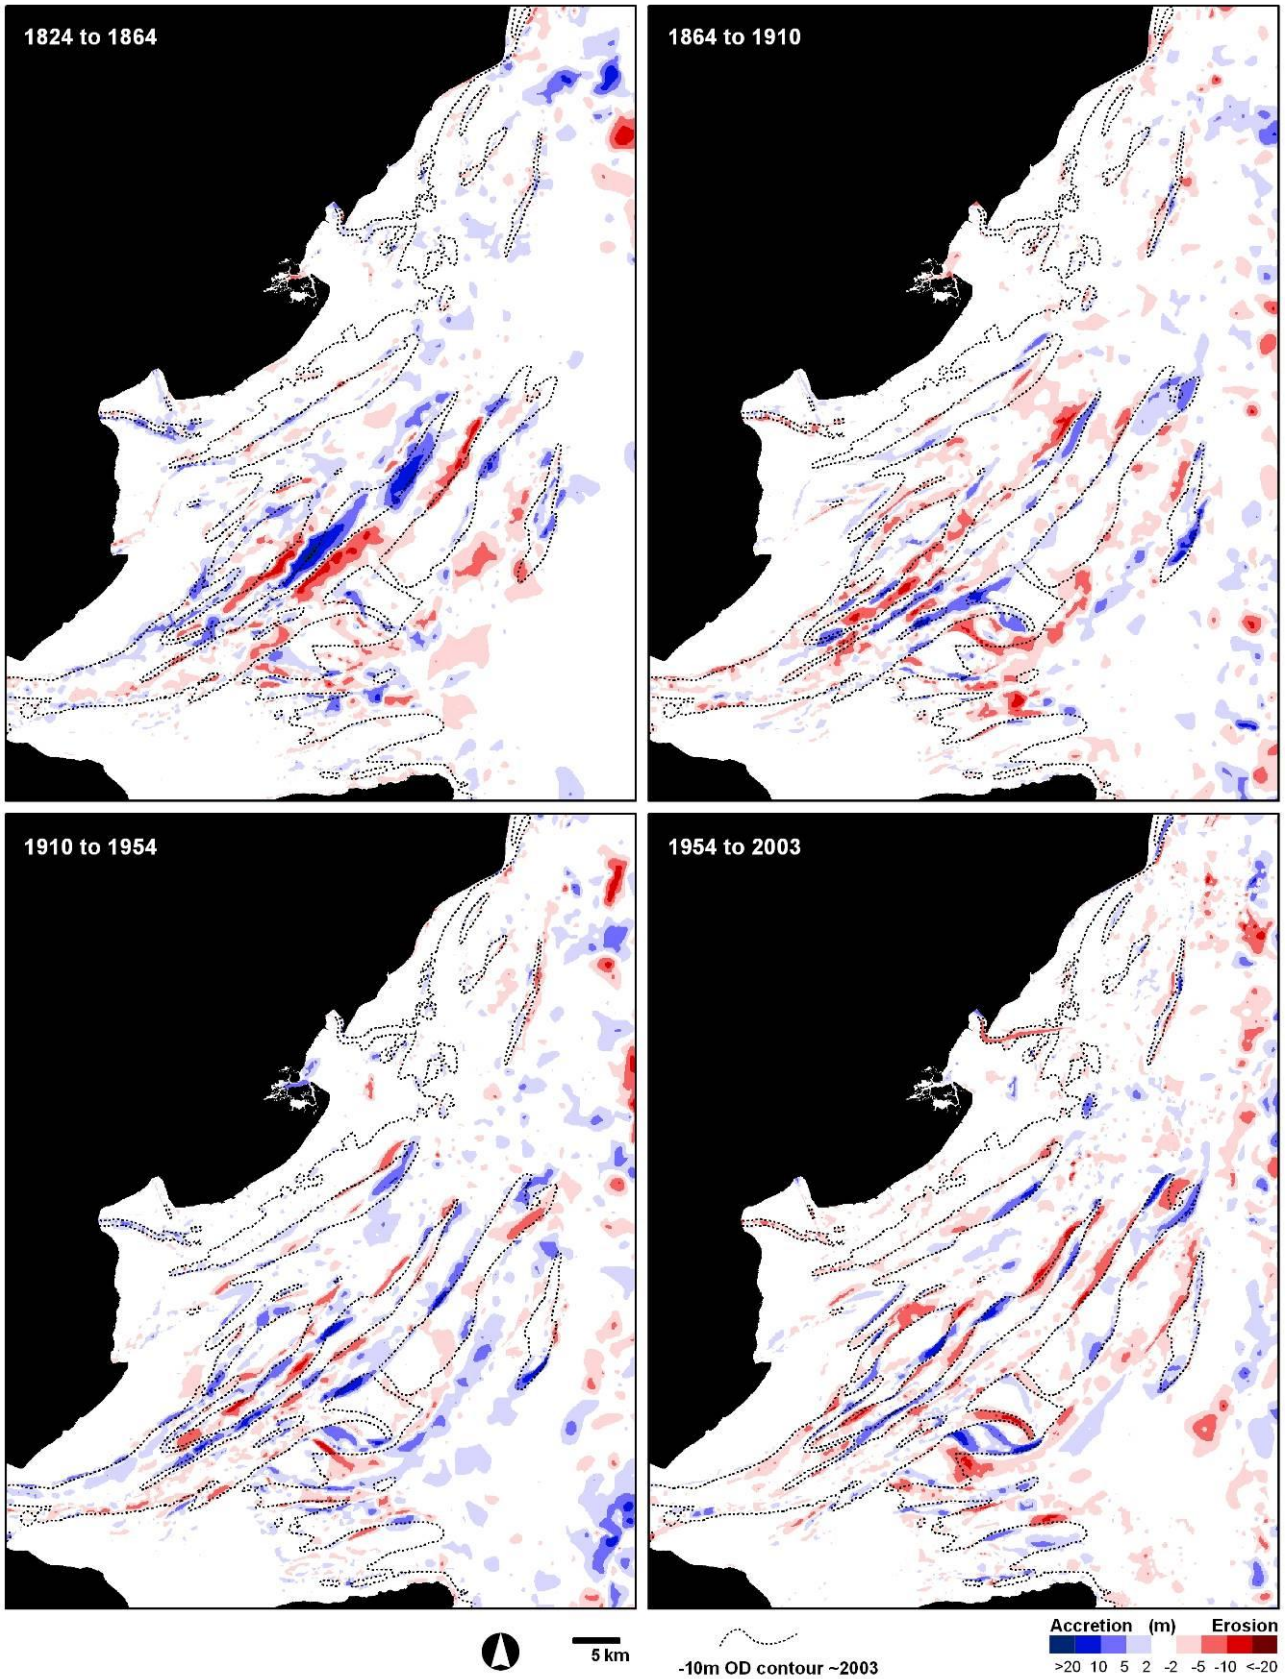 1824 to 1864
1864 to 1910
1910 to 1954
1954 to 2003
5 km
-10m OD contour ~2003
Accretion (m) Erosion
>20 10 5 2 -2 -5 -10 <-20